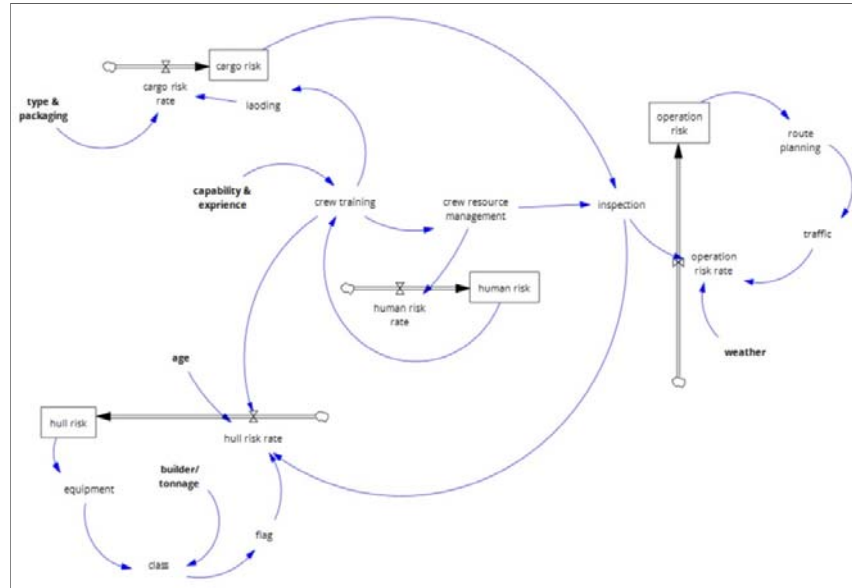 cargo risk
cargo risk
rate
laoding
type &
packaging
operation
risk
route
planning
capability &
exprience
crew training
crew resource
management
inspection
traffic
operation
risk rate
human risk
human risk
rate
weather
age
hull risk
hull risk rate
builder/
tonnage
equipment
flag
class